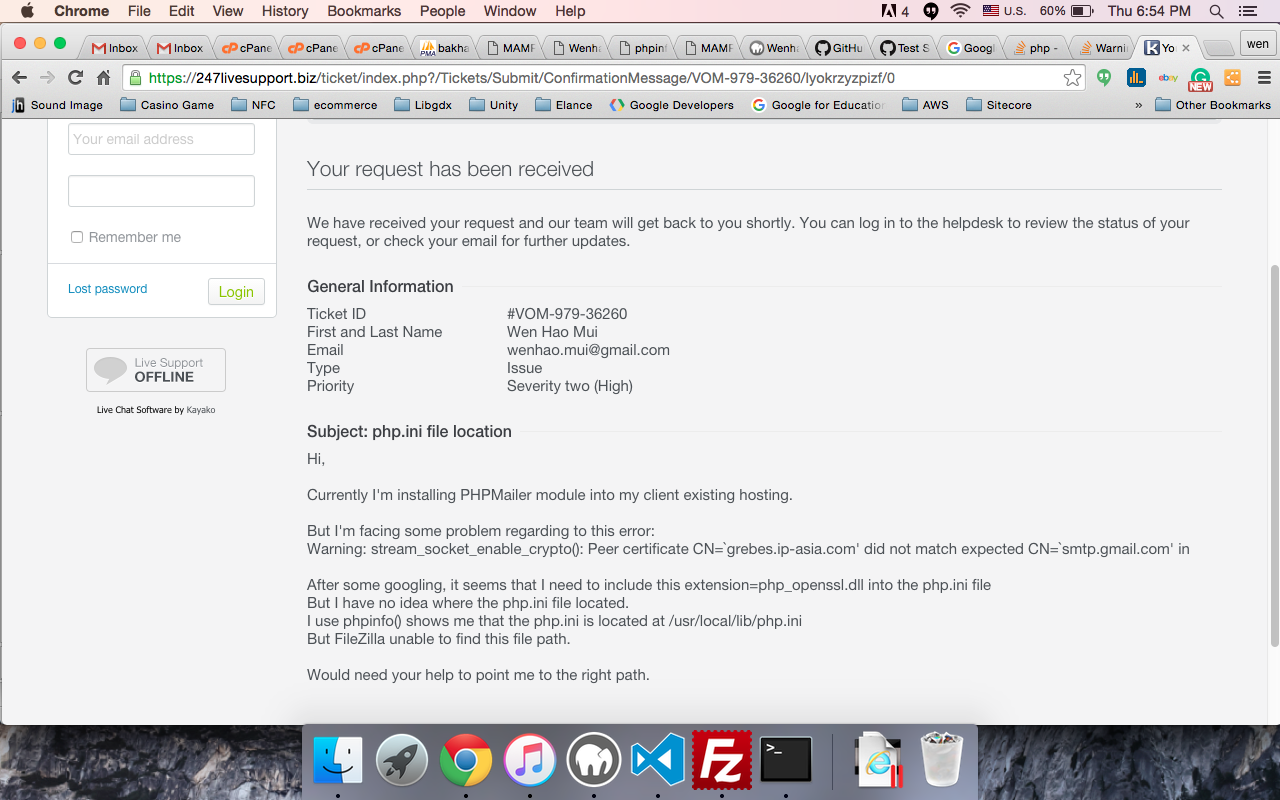 Chrome File Edit View History Bookmarks People Window Help 4 U.S. 60% Thu 6:54 PM
Inbox Inbox cPane cPane cPane bakha MAMP Wenha phpinf MAMP Wenha GitHu Test S Googl php - Warnin Yo wen
https://247livesupport.biz/ticket/index.php?/Tickets/Submit/ConfirmationMessage/VOM-979-36260/lyokrzyzpizf/0
ebay NEW
Sound Image Casino Game NFC ecommerce Libgdx Unity Elance Google Developers Google for Education AWS Sitecore » Other Bookmarks
Your email address
Remember me
Lost password Login
Live Support
OFFLINE
Live Chat Software by Kayako
Your request has been received
We have received your request and our team will get back to you shortly. You can log in to the helpdesk to review the status of your
request, or check your email for further updates.
General Information
Ticket ID #VOM-979-36260
First and Last Name Wen Hao Mui
Email wenhao.mui@gmail.com
Type Issue
Priority Severity two (High)
Subject: php.ini file location
Hi,
Currently I'm installing PHPMailer module into my client existing hosting.
But I'm facing some problem regarding to this error:
Warning: stream_socket_enable_crypto(): Peer certificate CN=`grebes.ip-asia.com' did not match expected CN=`smtp.gmail.com' in
After some googling, it seems that I need to include this extension=php_openssl.dll into the php.ini file
But I have no idea where the php.ini file located.
I use phpinfo() shows me that the php.ini is located at /usr/local/lib/php.ini
But FileZilla unable to find this file path.
Would need your help to point me to the right path.